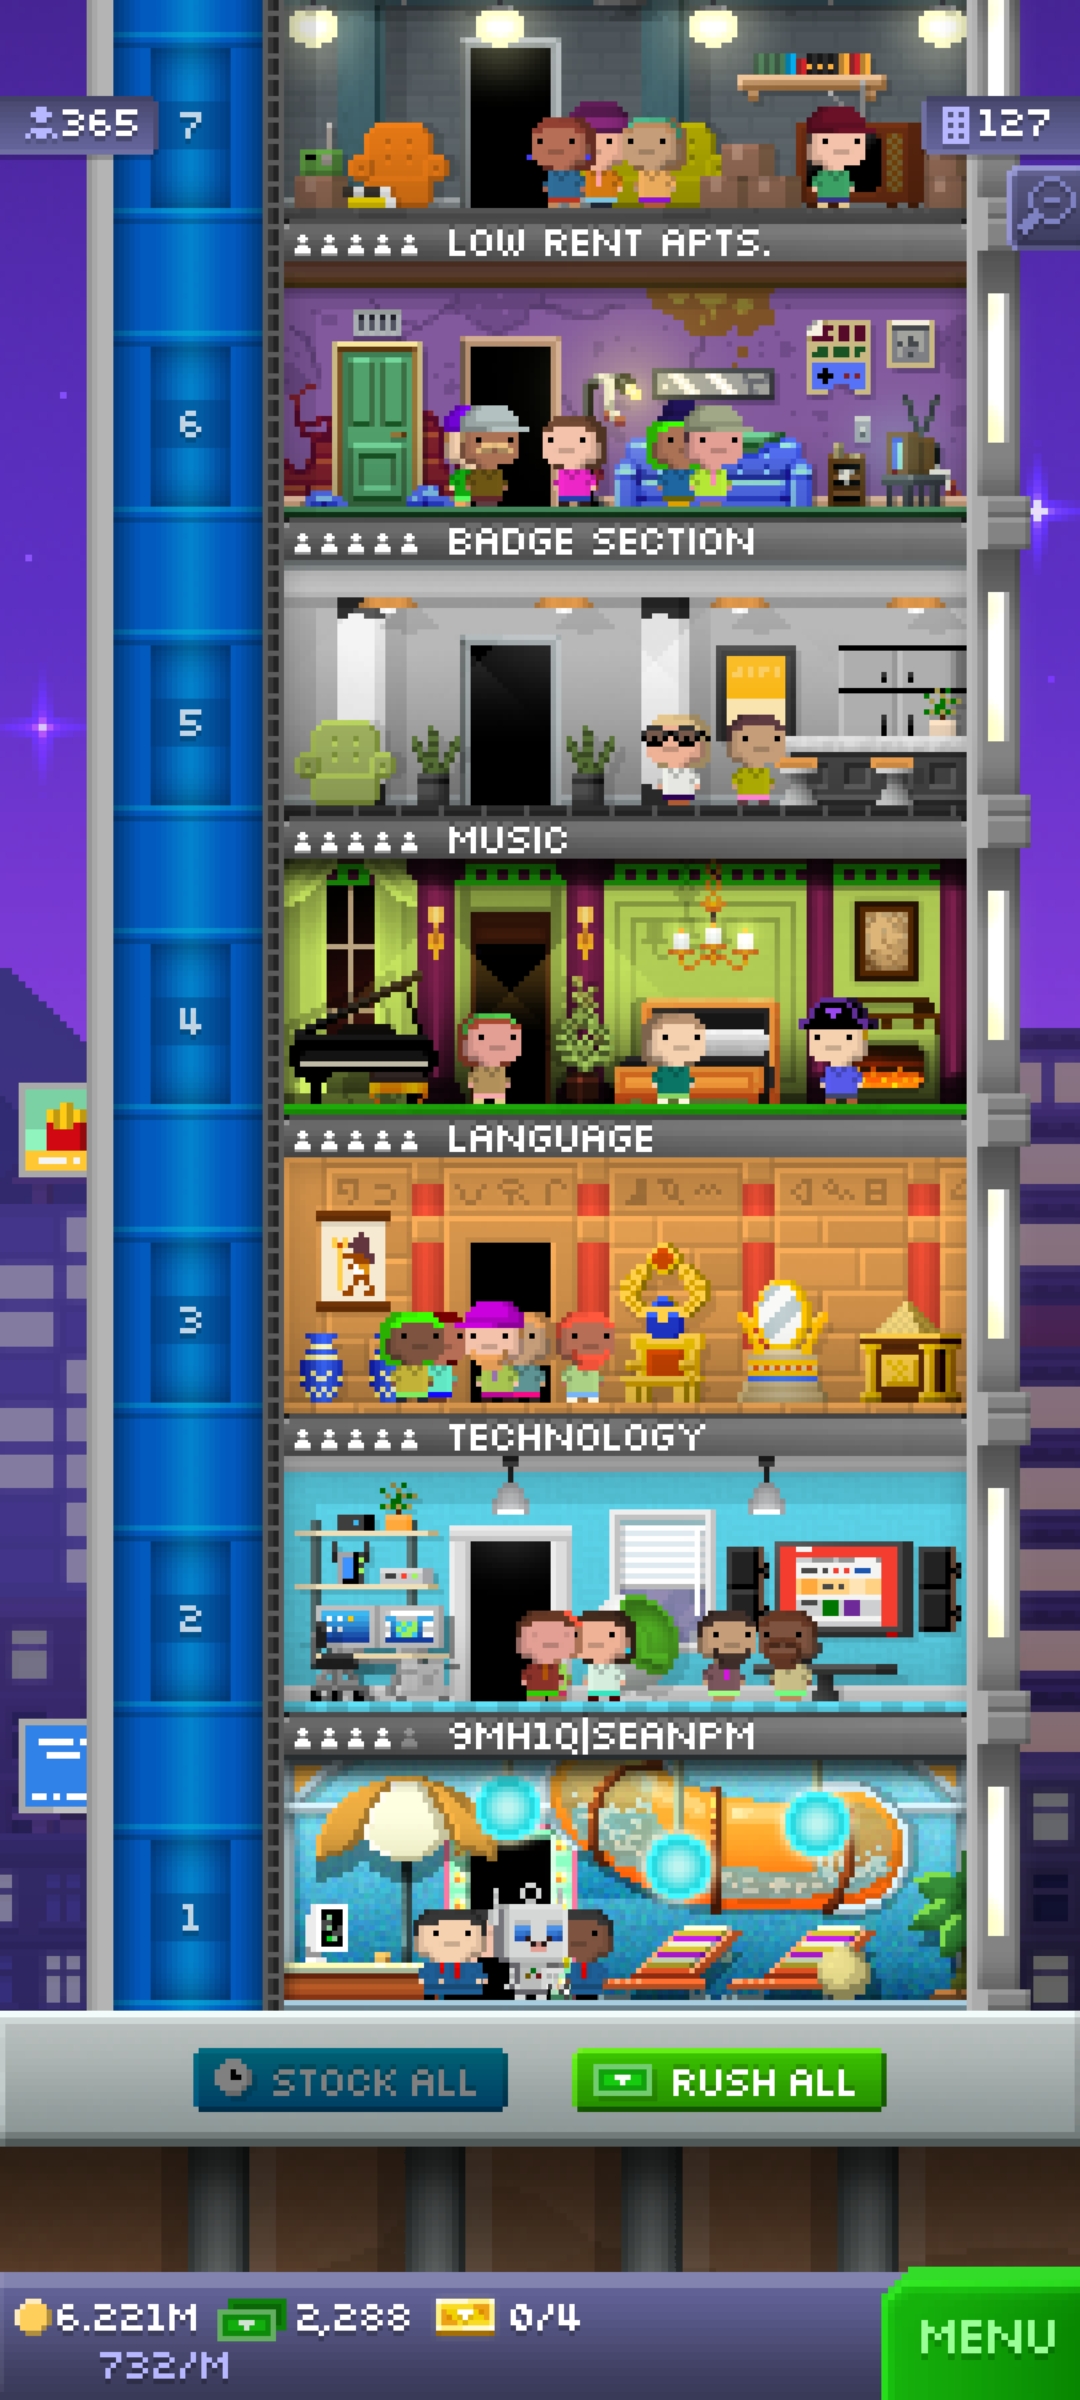 365
7
127
LOW RENT APTS.
6
BADGE SECTION
5
MUSIC
4
LANGUAGE
3
TECHNOLOGY
2
9MH1Q|SEANPM
1
STOCK ALL
RUSH ALL
6.221M
2,288
0/4
732/M
MENU